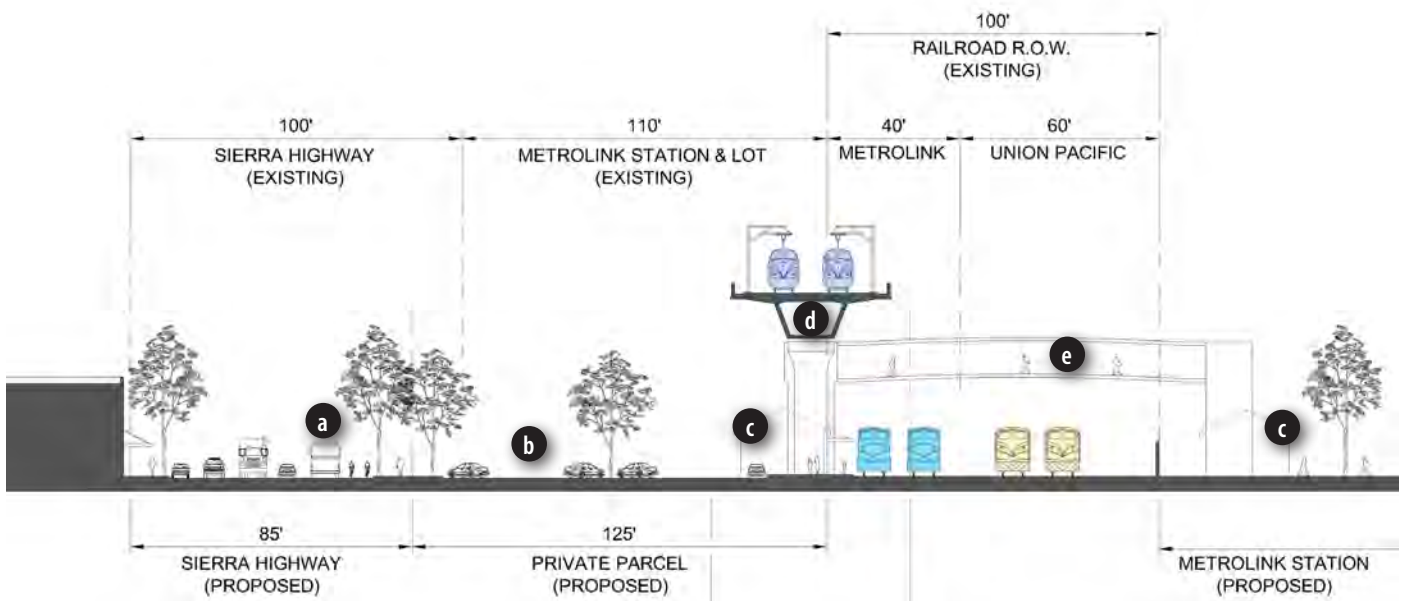 100'
RAILROAD R.O.W.
(EXISTING)
100'
110'
40'
60'
SIERRA HIGHWAY
(EXISTING)
METROLINK STATION & LOT
(EXISTING)
METROLINK
UNION PACIFIC
d
e
a
b
c
c
85'
125'
SIERRA HIGHWAY
(PROPOSED)
PRIVATE PARCEL
(PROPOSED)
METROLINK STATION
(PROPOSED)